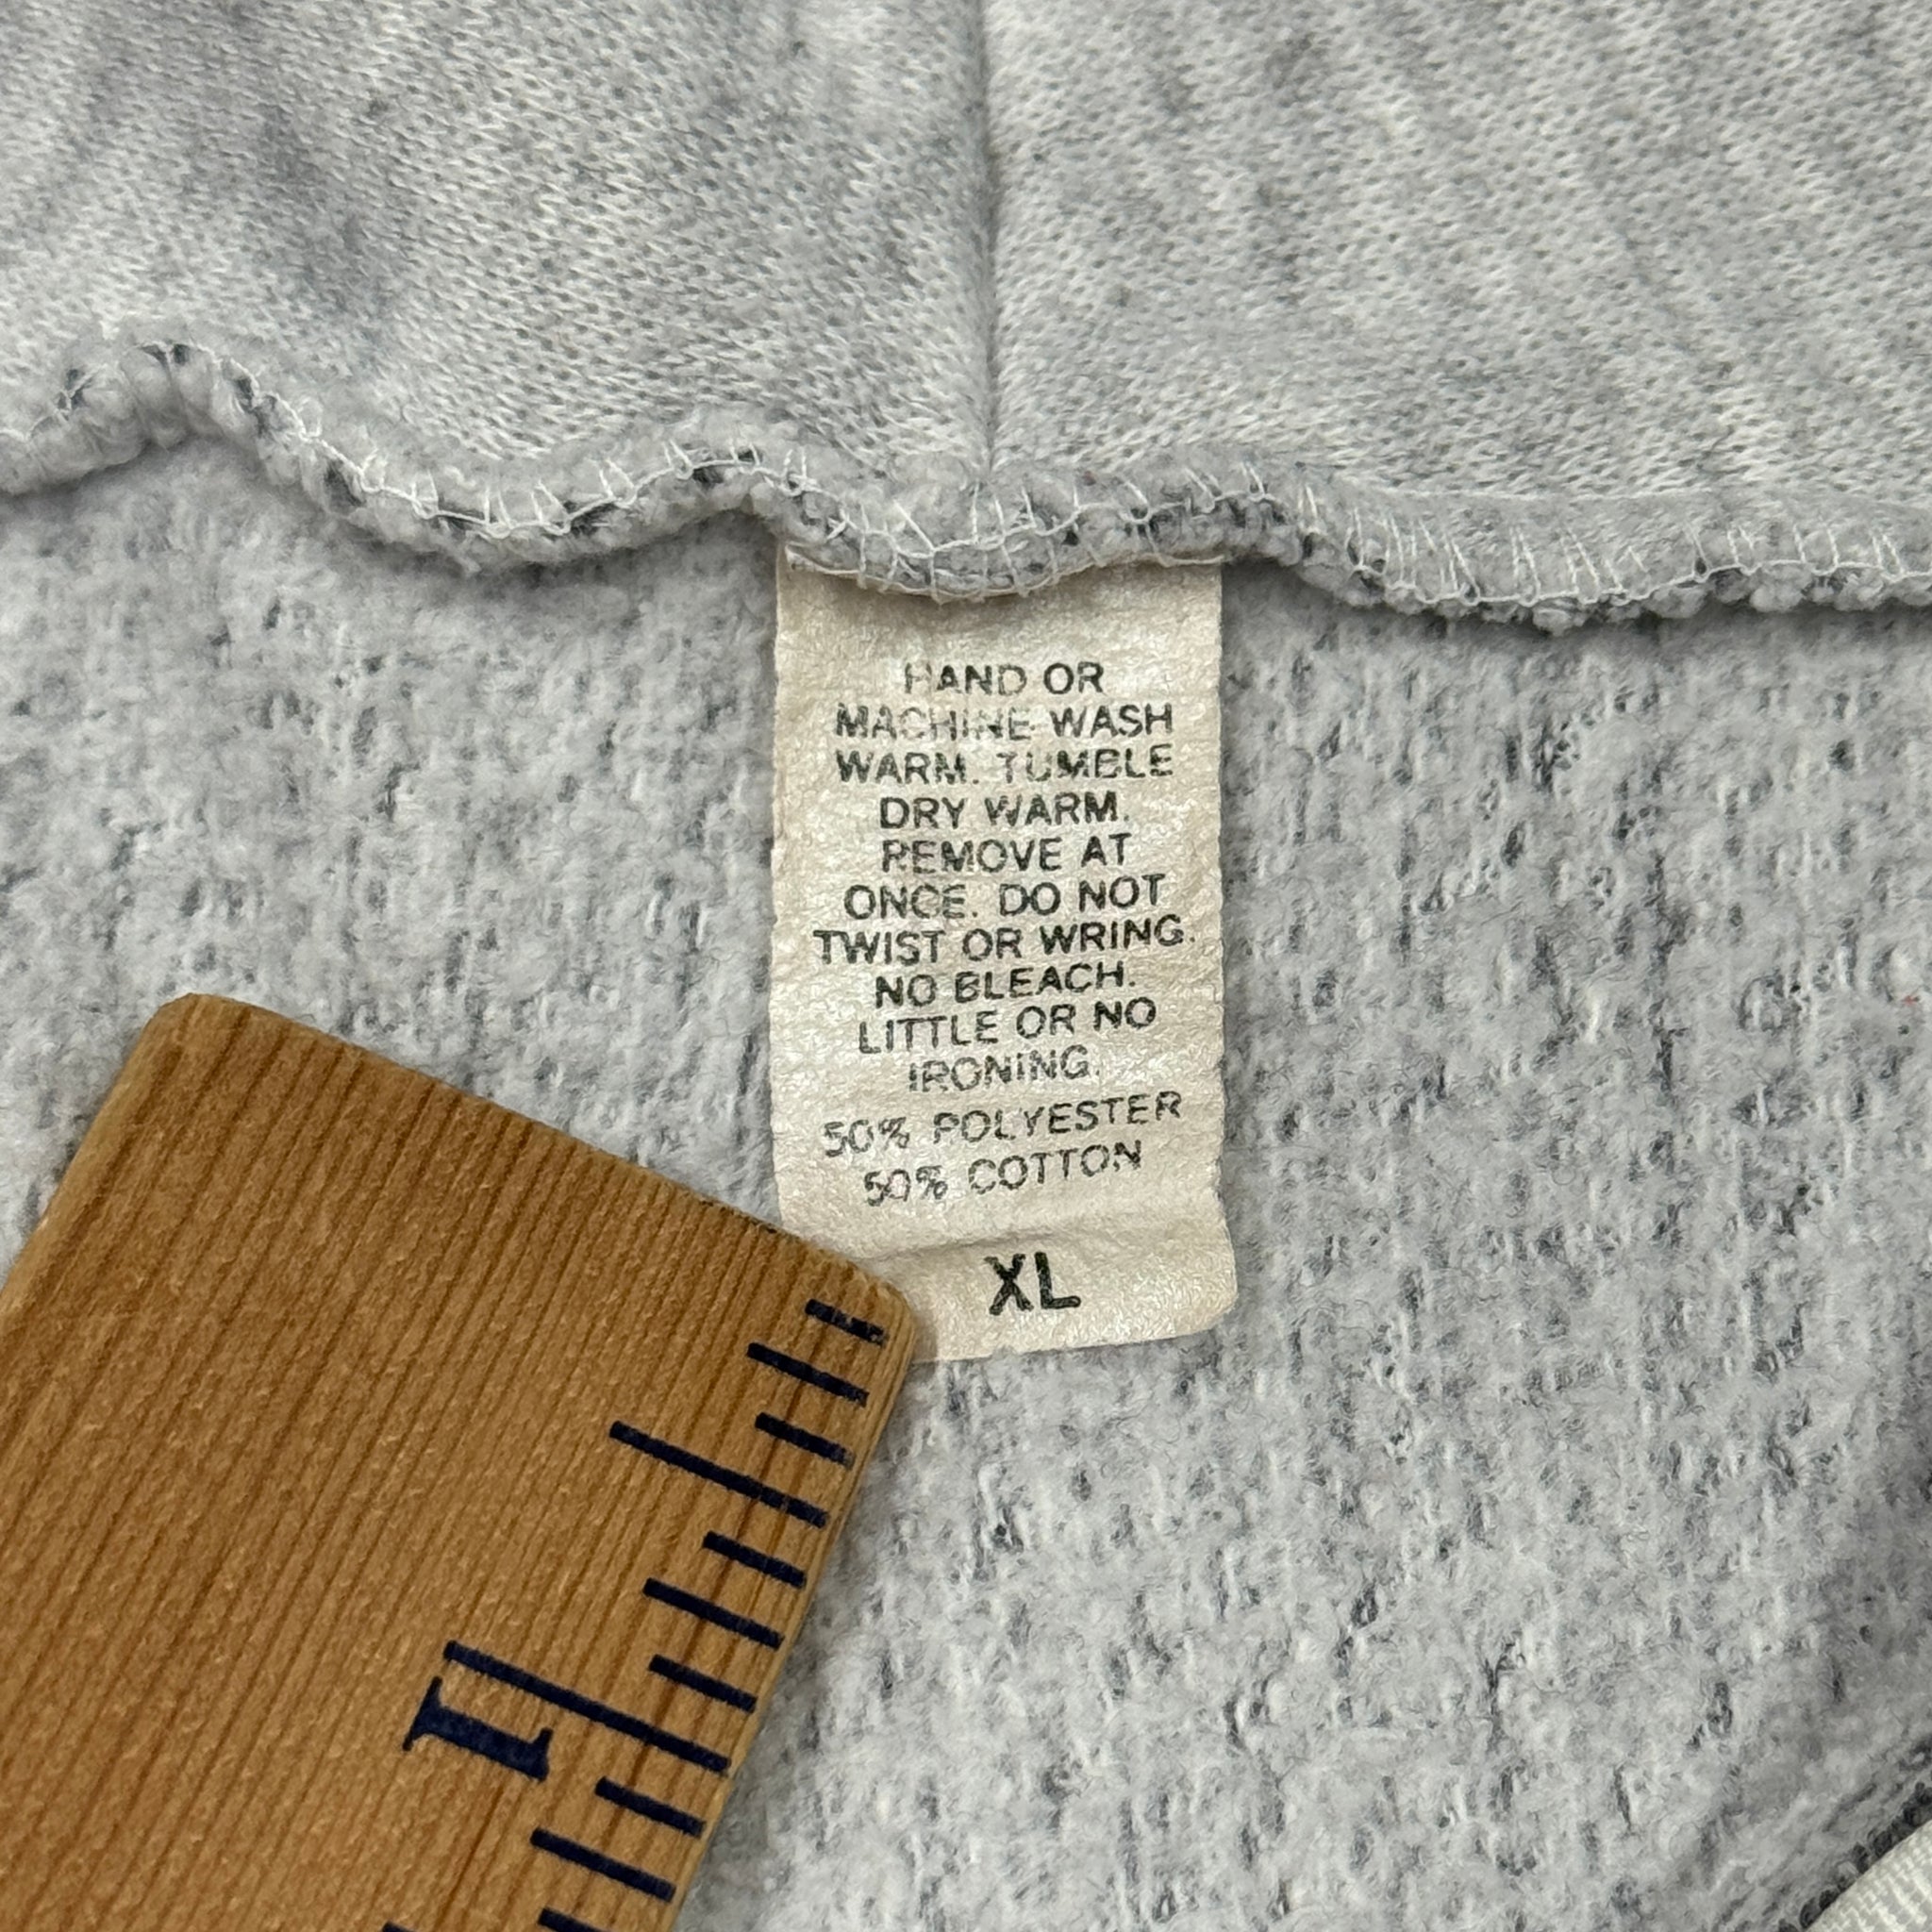 HAND OR
MACHINE WASH
WARM. TUMBLE
DRY WARM.
REMOVE AT
ONCE. DO NOT
TWIST OR WRING.
NO BLEACH.
LITTLE OR NO
IRONING.
50% POLYESTER
50% COTTON
XL
1